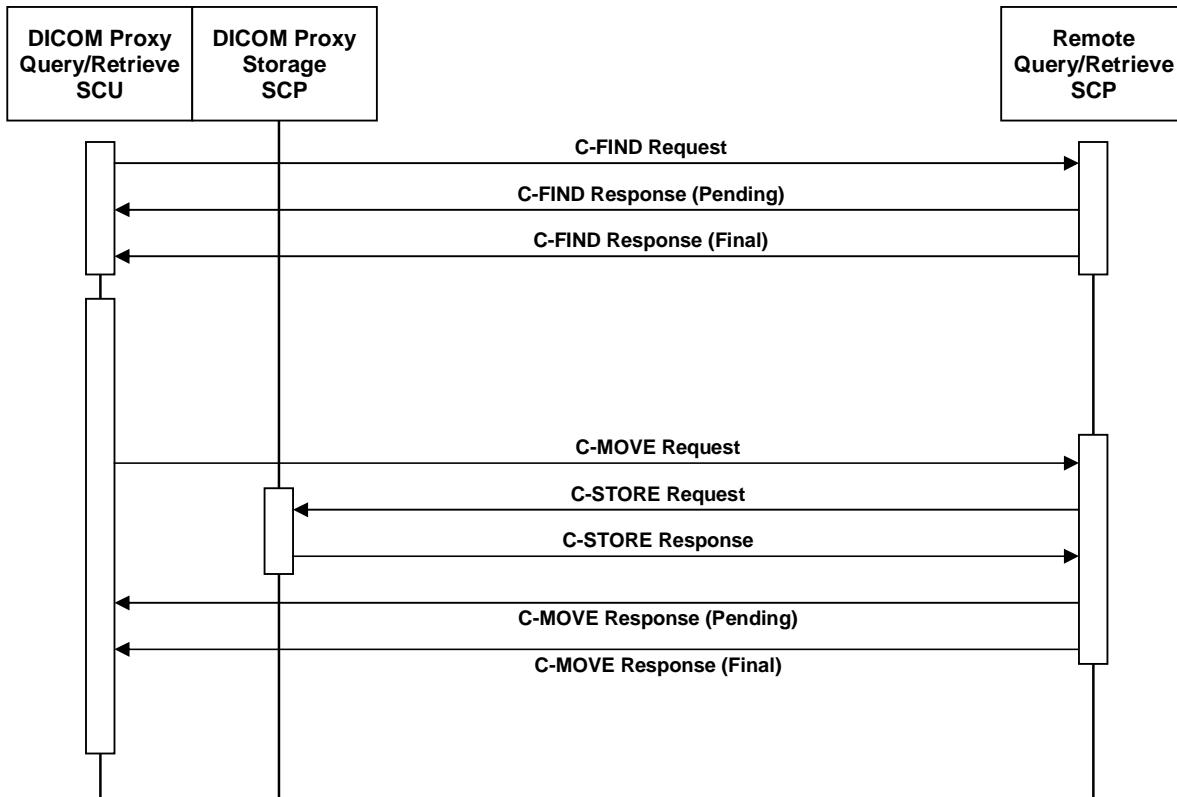 DICOM Proxy
Query/Retrieve
SCU
DICOM Proxy
Storage
SCP
Remote
Query/Retrieve
SCP
C-FIND Request
C-FIND Response (Pending)
C-FIND Response (Final)
C-MOVE Request
C-STORE Request
C-STORE Response
C-MOVE Response (Pending)
C-MOVE Response (Final)